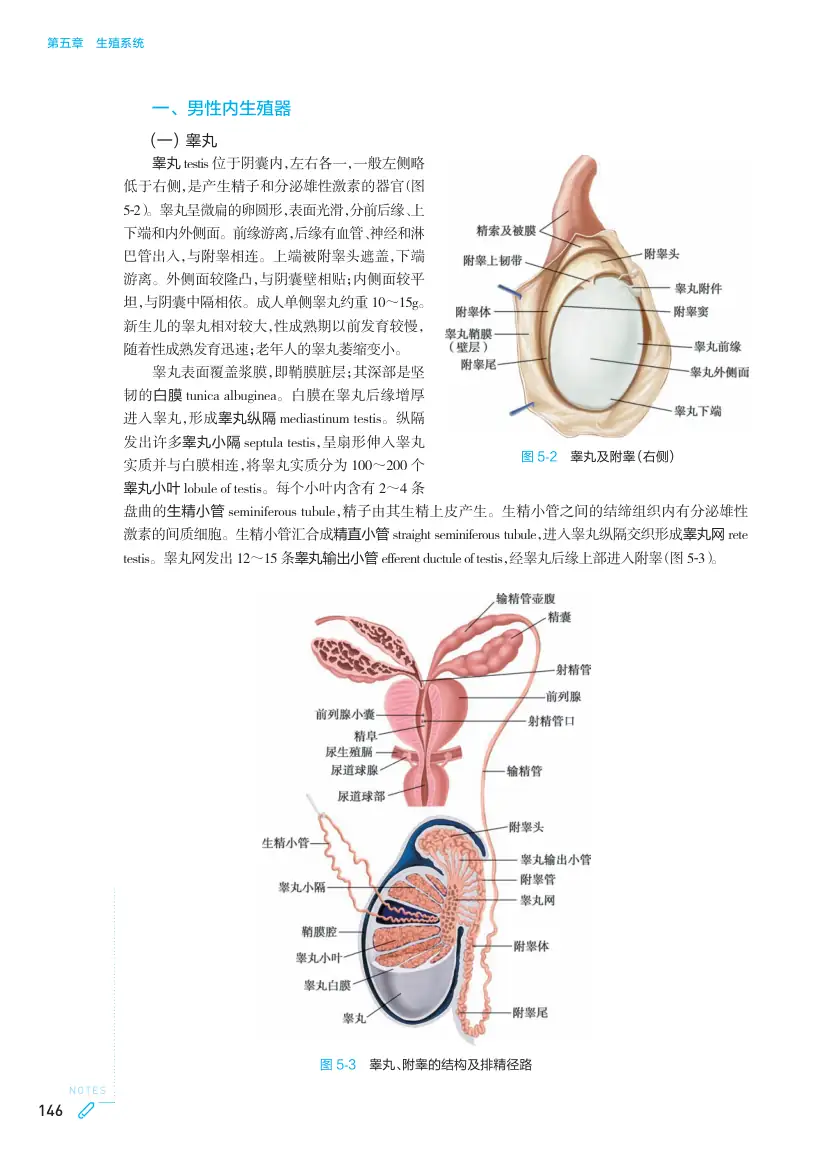 第五章 生殖系统
一、男性内生殖器
（一）睾丸
睾丸 testis 位于阴囊内,左右各一,一般左侧略
低于右侧,是产生精子和分泌雄性激素的器官（图
5-2）。睾丸呈微扁的卵圆形,表面光滑,分前后缘、上
下端和内外侧面。前缘游离,后缘有血管、神经和淋
巴管出入,与附睾相连。上端被附睾头遮盖,下端
游离。外侧面较隆凸,与阴囊壁相贴;内侧面较平
坦,与阴囊中隔相依。成人单侧睾丸约重 10～15g。
新生儿的睾丸相对较大,性成熟期以前发育较慢,
随着性成熟发育迅速;老年人的睾丸萎缩变小。
睾丸表面覆盖浆膜,即鞘膜脏层;其深部是坚
韧的白膜 tunica albuginea。白膜在睾丸后缘增厚
进入睾丸,形成睾丸纵隔 mediastinum testis。纵隔
发出许多睾丸小隔 septula testis,呈扇形伸入睾丸
实质并与白膜相连,将睾丸实质分为 100～200 个
睾丸小叶 lobule of testis。每个小叶内含有 2～4 条
盘曲的生精小管 seminiferous tubule,精子由其生精上皮产生。生精小管之间的结缔组织内有分泌雄性
激素的间质细胞。生精小管汇合成精直小管 straight seminiferous tubule,进入睾丸纵隔交织形成睾丸网 rete
testis。睾丸网发出 12～15 条睾丸输出小管 efferent ductule of testis,经睾丸后缘上部进入附睾（图 5-3）。
精索及被膜
附睾头
附睾上韧带
睾丸附件
附睾体
附睾窦
睾丸鞘膜
（壁层）
睾丸前缘
附睾尾
睾丸外侧面
睾丸下端
图 5-2 睾丸及附睾（右侧）
输精管壶腹
精囊
射精管
前列腺
前列腺小囊
射精管口
精阜
尿生殖膈
尿道球腺
输精管
尿道球部
附睾头
生精小管
睾丸输出小管
附睾管
睾丸小隔
睾丸网
鞘膜腔
附睾体
睾丸小叶
睾丸白膜
附睾尾
睾丸
图 5-3 睾丸、附睾的结构及排精径路
NOTES
146